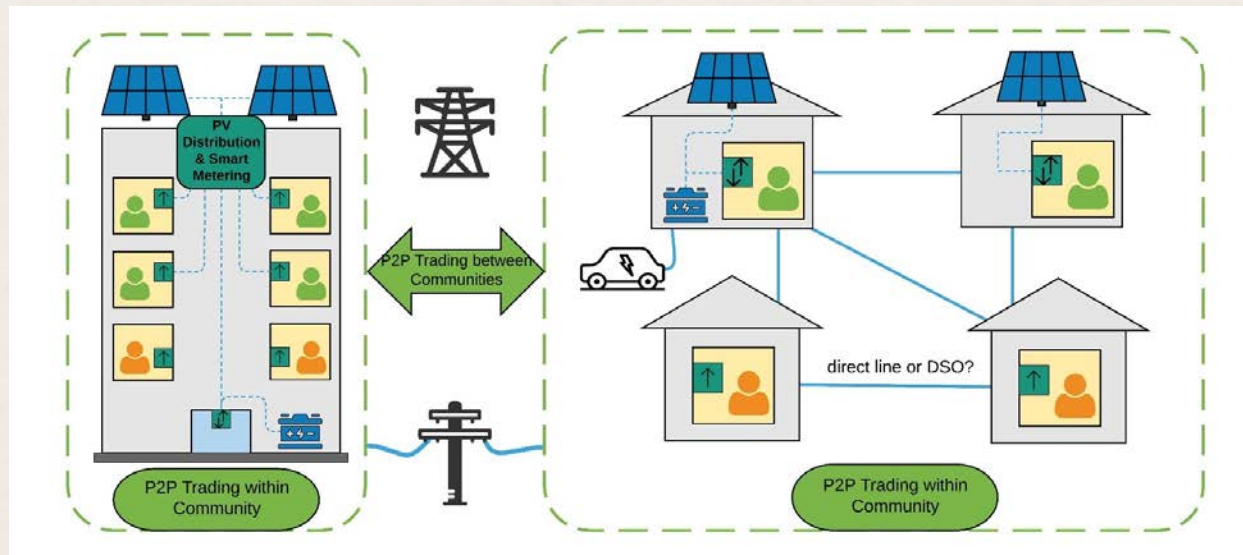 PV
Distribution
& Smart
Metering
P2P Trading between
Communities
direct line or DSO?
P2P Trading within
Community
P2P Trading within
Community